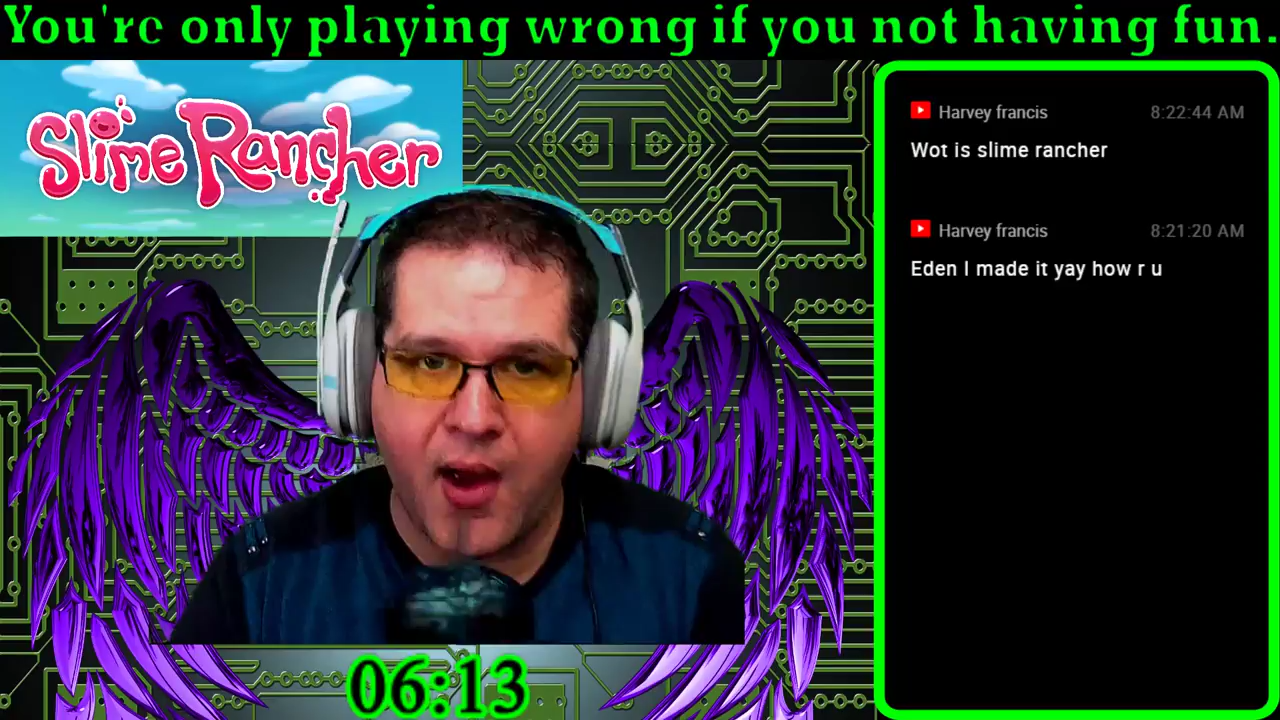 You're only playing wrong if you not having fun.
Slime Rancher
Harvey francis 8:22:44 AM
Wot is slime rancher
Harvey francis 8:21:20 AM
Eden I made it yay how r u
06:13